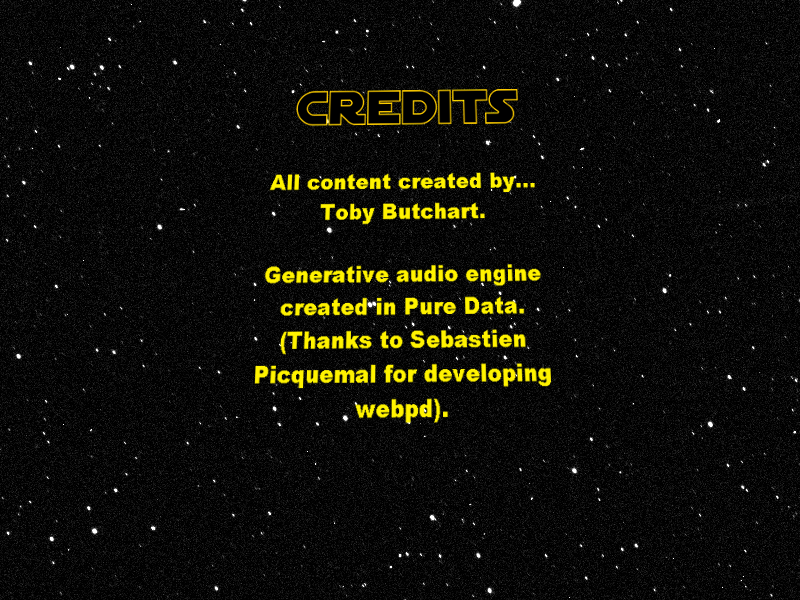 CREDITS
All content created by...
Toby Butchart.
Generative audio engine
created in Pure Data.
(Thanks to Sebastien
Picquemal for developing
webpd).